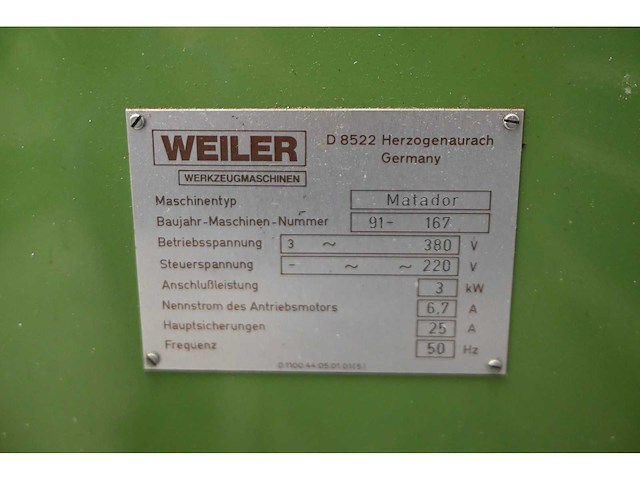 WEILER
WERKZEUGMASCHINEN
D 8522 Herzogenaurach
Germany
Maschinentyp Matador
Baujahr-Maschinen-Nummer 91- 167
Betriebsspannung 3 ~ 380 V
Steuerspannung - ~ ~ 220 V
Anschlußleistung 3 kW
Nennstrom des Antriebsmotors 6,7 A
Hauptsicherungen 25 A
Frequenz 50 Hz